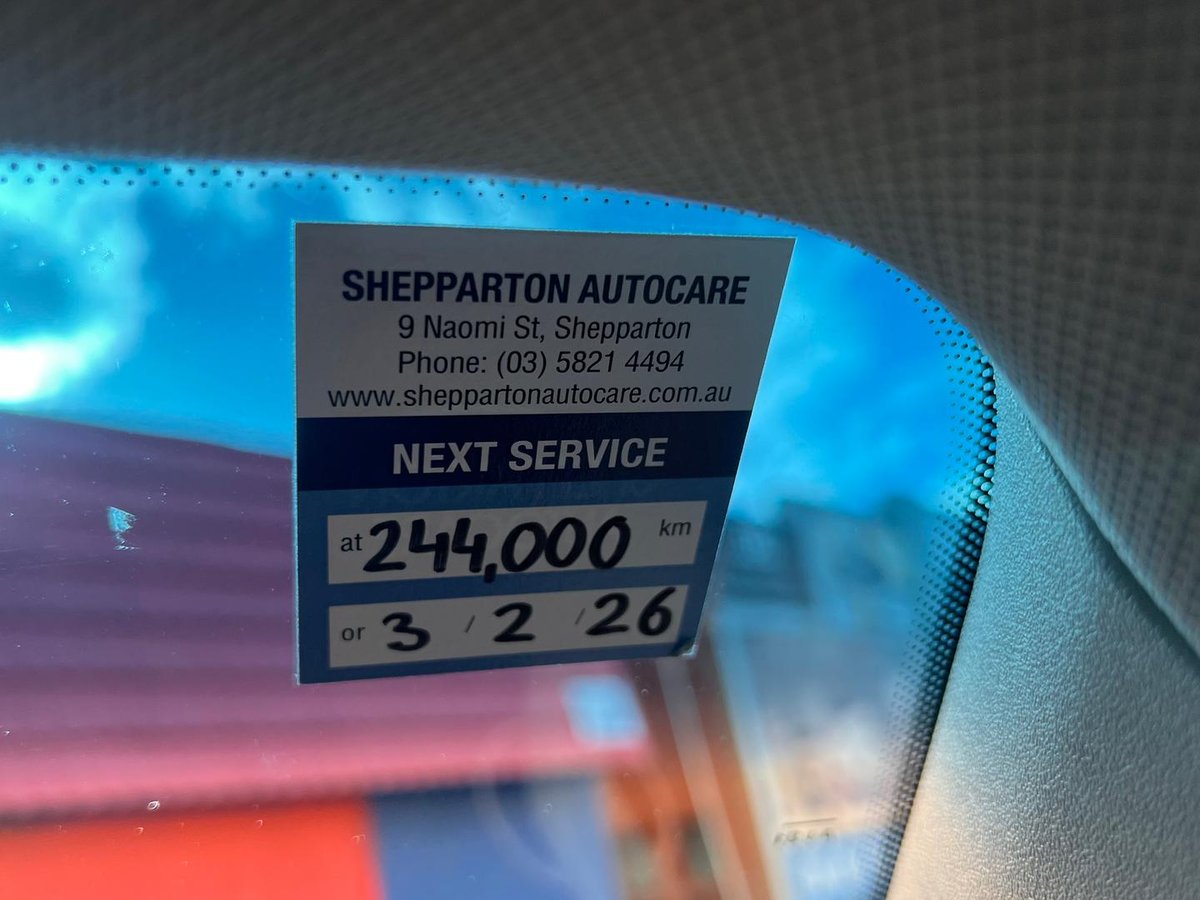 SHEPPARTON AUTOCARE
9 Naomi St, Shepparton
Phone: (03) 5821 4494
www.sheppartonautocare.com.au
NEXT SERVICE
at 244,000 km
or 3 / 2 / 26